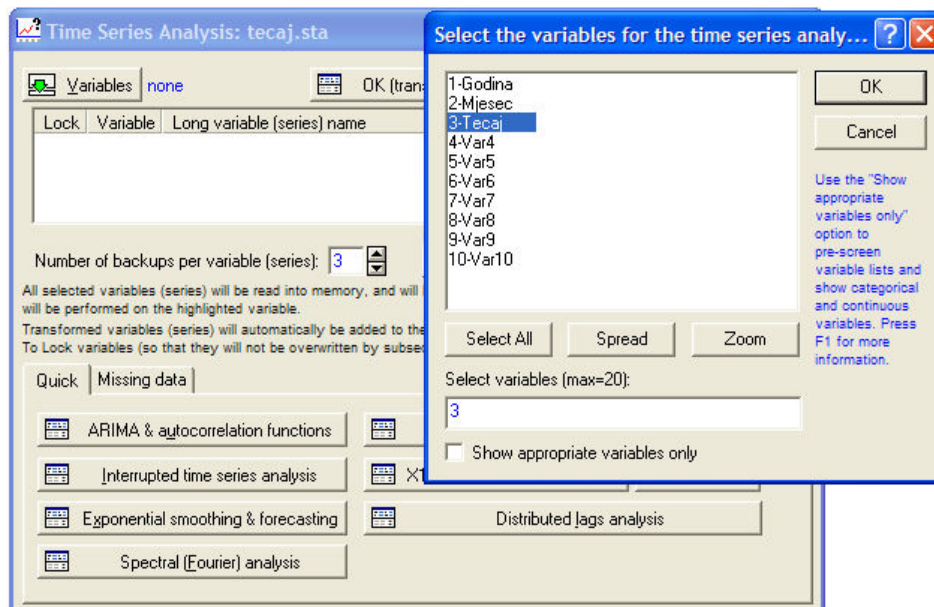 Time Series Analysis: tecaj.sta
Variables none
OK (tran
Lock Variable Long variable (series) name
Number of backups per variable (series): 3
All selected variables (series) will be read into memory, and will
will be performed on the highlighted variable.
Transformed variables (series) will automatically be added to the
To Lock variables (so that they will not be overwritten by subse
Quick Missing data
ARIMA & autocorrelation functions
Interrupted time series analysis
X1
Exponential smoothing & forecasting
Distributed lags analysis
Spectral (Fourier) analysis
Select the variables for the time series analy... ?
1-Godina
2-Mjesec
3-Tecaj
4-Var4
5-Var5
6-Var6
7-Var7
8-Var8
9-Var9
10-Var10
OK
Cancel
Use the "Show
appropriate
variables only"
option to
pre-screen
variable lists and
show categorical
and continuous
variables. Press
F1 for more
information.
Select All Spread Zoom
Select variables (max=20):
3
Show appropriate variables only